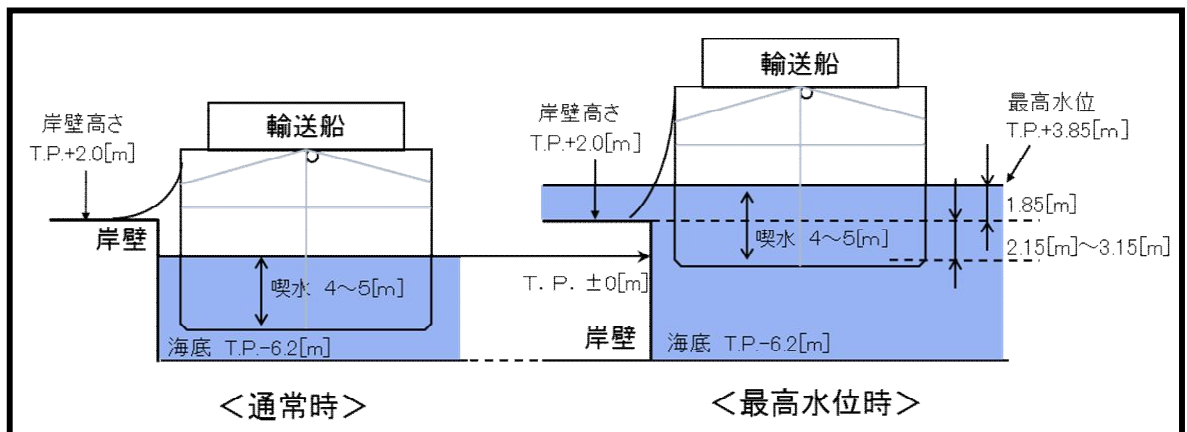 輸送船
岸壁高さ
T.P.+2.0[m]
岸壁
喫水 4～5[m]
海底 T.P.-6.2[m]
＜通常時＞
T. P. ±0[m]
輸送船
岸壁高さ
T.P.+2.0[m]
最高水位
T.P.+3.85[m]
1.85[m]
喫水 4～5[m]
2.15[m]～3.15[m]
岸壁
海底 T.P.-6.2[m]
＜最高水位時＞